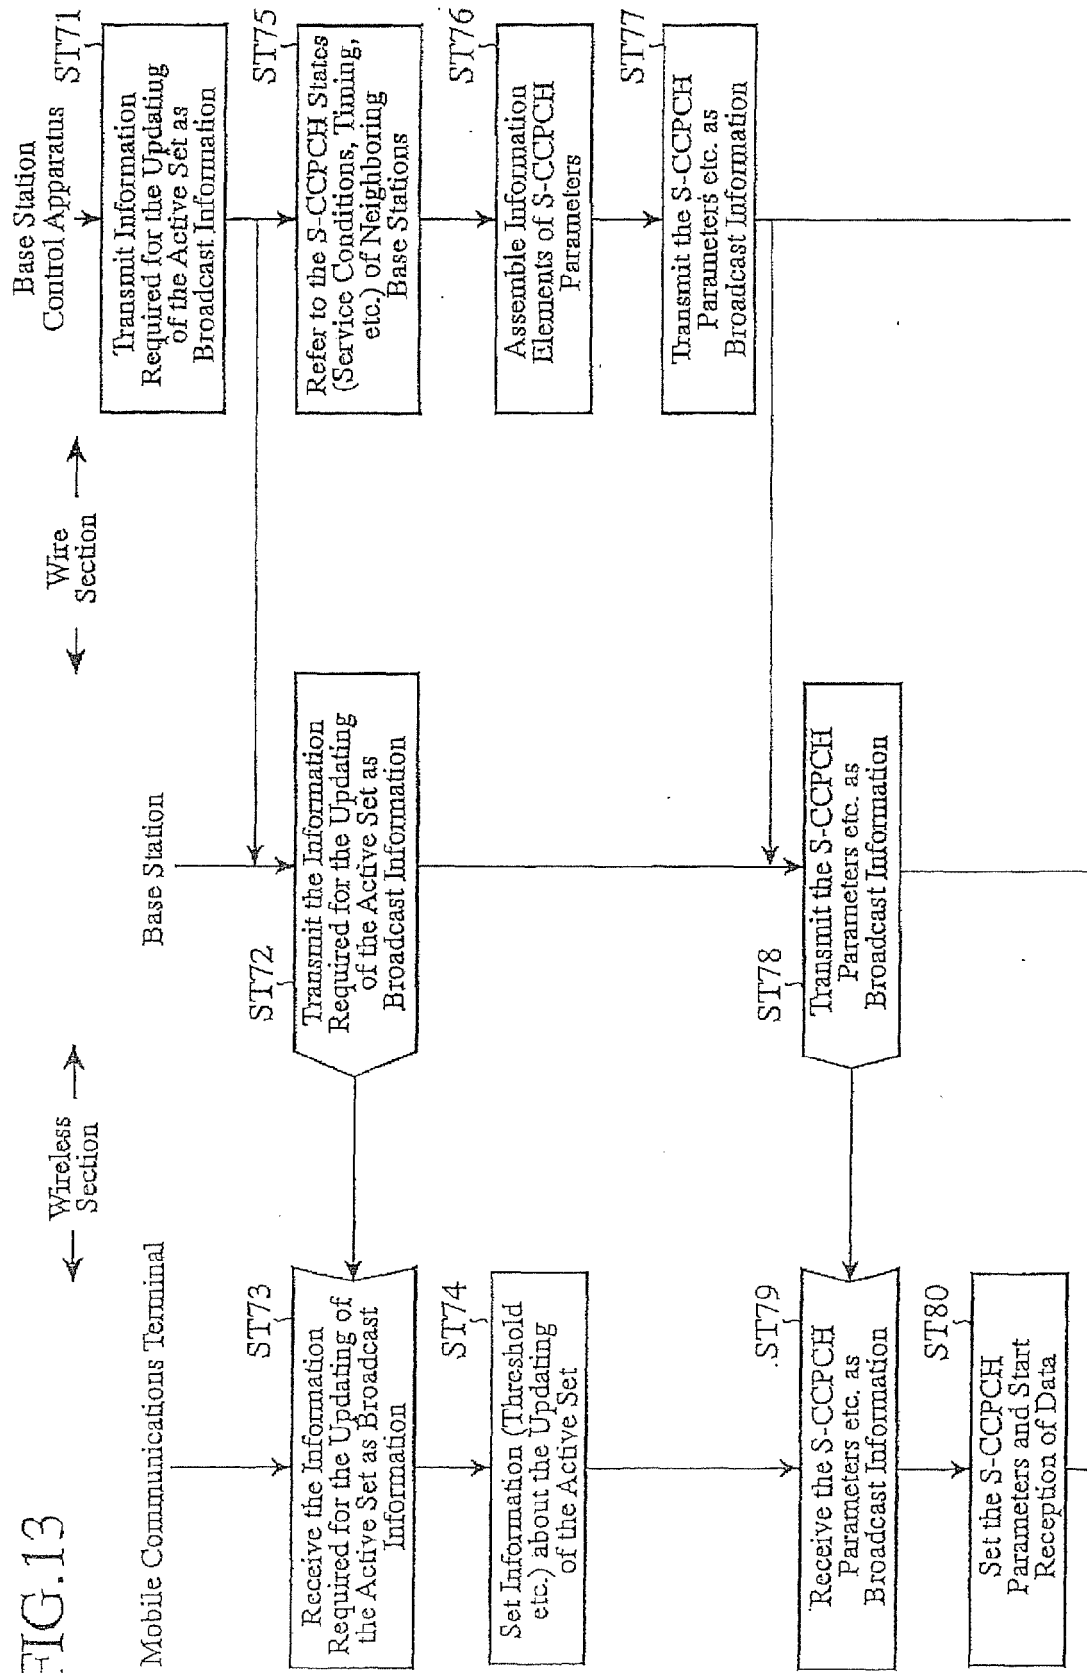 FIG.13
Mobile Communications Terminal
Wireless
Section
Base Station
Wire
Section
Base Station
Control Apparatus
ST71
Transmit Information
Required for the Updating
of the Active Set as
Broadcast Information
ST72
Transmit the Information
Required for the Updating
of the Active Set as
Broadcast Information
ST73
Receive the Information
Required for the Updating of
the Active Set as Broadcast
Information
ST74
Set Information (Threshold
etc.) about the Updating
of the Active Set
ST75
Refer to the S-CCPCH States
(Service Conditions, Timing,
etc.) of Neighboring
Base Stations
ST76
Assemble Information
Elements of S-CCPCH
Parameters
ST77
Transmit the S-CCPCH
Parameters etc. as
Broadcast Information
ST78
Transmit the S-CCPCH
Parameters etc. as
Broadcast Information
ST79
Receive the S-CCPCH
Parameters etc. as
Broadcast Information
ST80
Set the S-CCPCH
Parameters and Start
Reception of Data